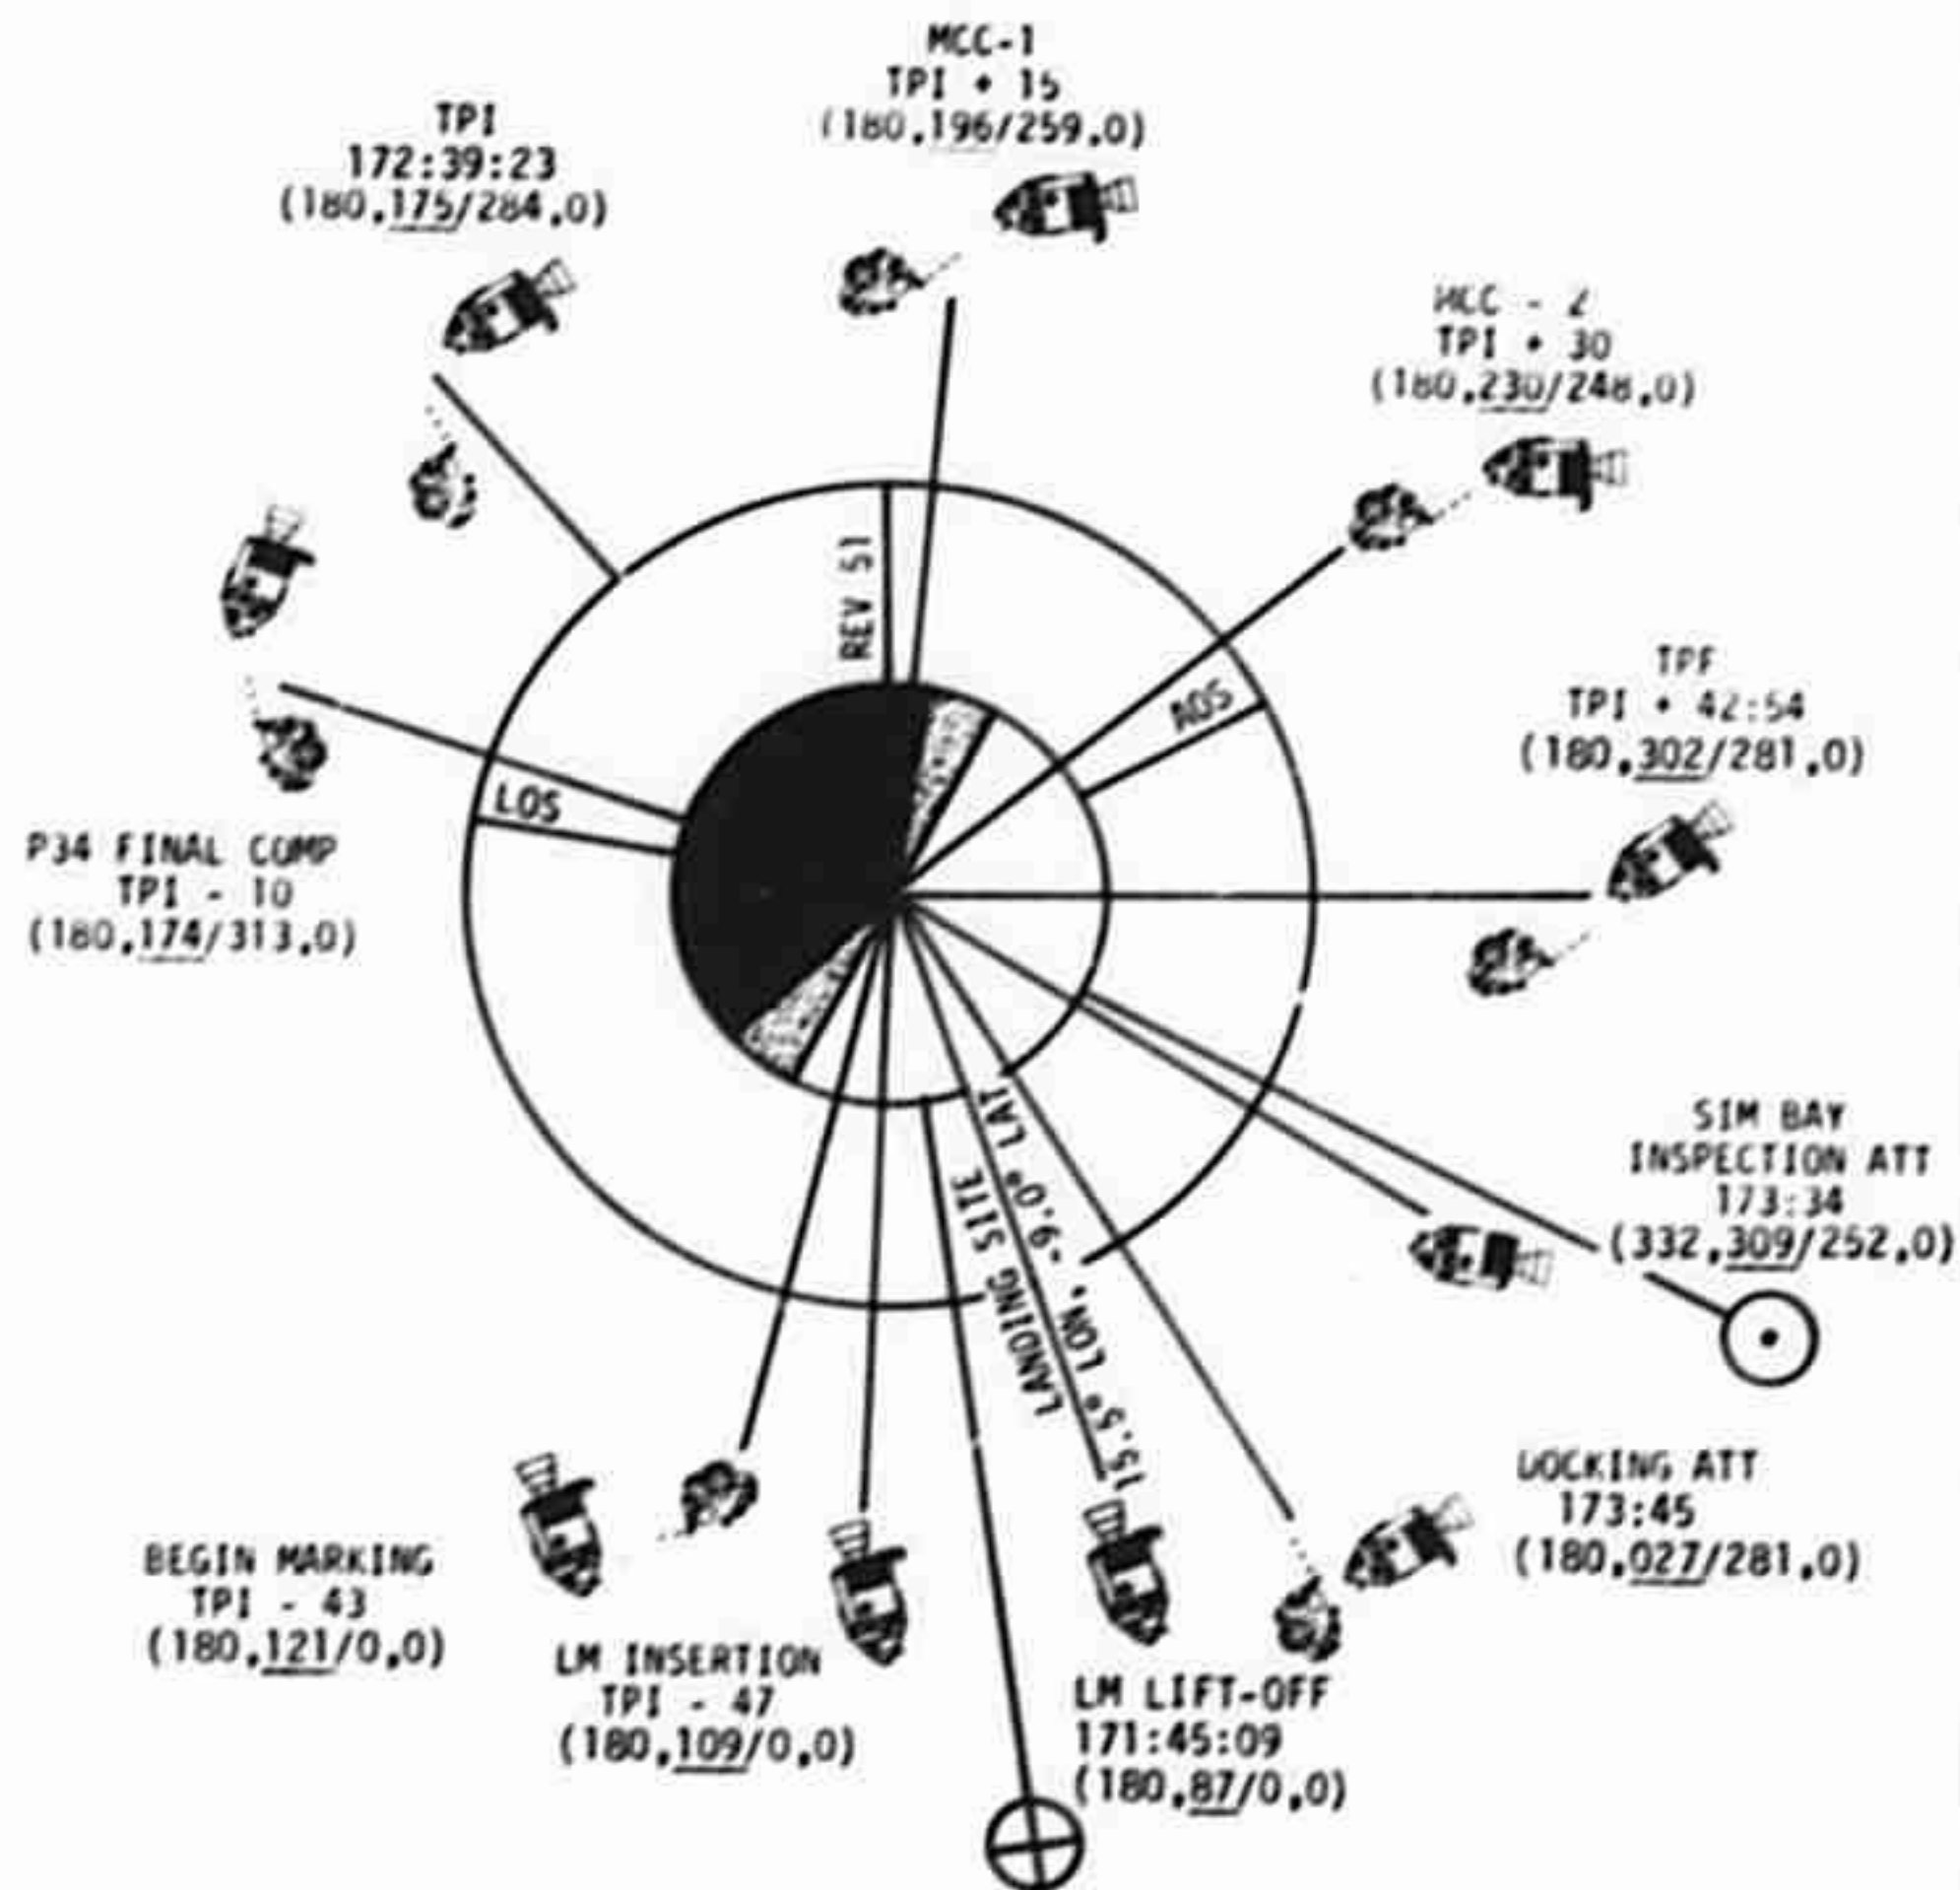 MCC-1
TPI + 15
(180,196/259,0)
TPI
172:39:23
(180,175/284,0)
MCC - 2
TPI + 30
(180,230/248,0)
REV 51
AOS
TPF
TPI + 42:54
(180,302/281,0)
LOS
P34 FINAL COMP
TPI - 10
(180,174/313,0)
SIM BAY
INSPECTION ATT
173:34
(332,309/252,0)
LANDING SITE
15.5° LON, -9.0° LAT
DOCKING ATT
173:45
(180,027/281,0)
BEGIN MARKING
TPI - 43
(180,121/0,0)
LM INSERTION
TPI - 47
(180,109/0,0)
LM LIFT-OFF
171:45:09
(180,87/0,0)